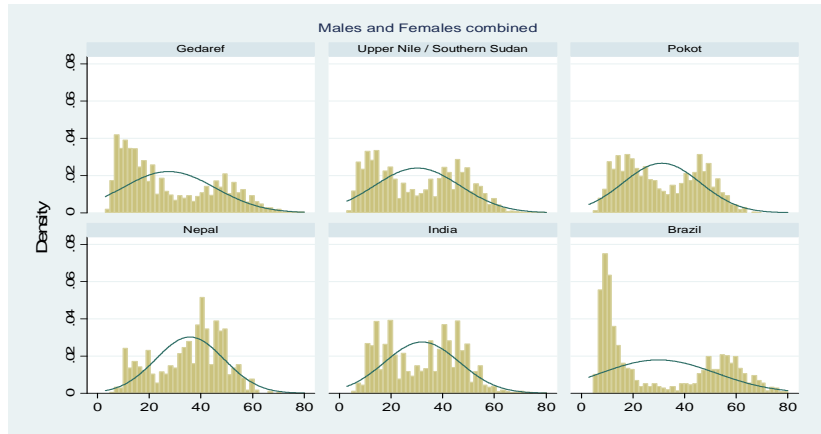 Males and Females combined
Gedaref Upper Nile / Southern Sudan Pokot
.08
.06
.04
.02
0
Nepal India Brazil
.08
.06
.04
.02
0
0 20 40 60 80 0 20 40 60 80 0 20 40 60 80
Density